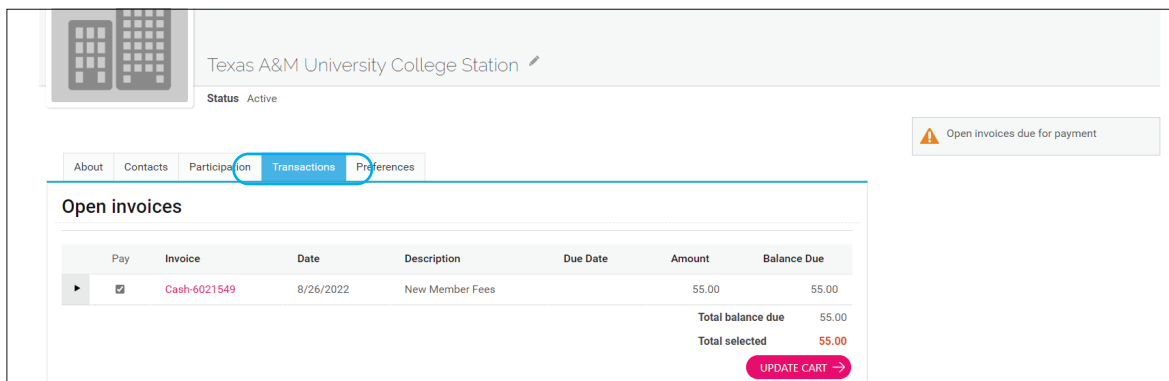 Texas A&M University College Station
Status Active
Open invoices due for payment
About Contacts Participation Transactions Preferences
Open invoices
Pay Invoice Date Description Due Date Amount Balance Due
Cash-6021549 8/26/2022 New Member Fees 55.00 55.00
Total balance due 55.00
Total selected 55.00
UPDATE CART